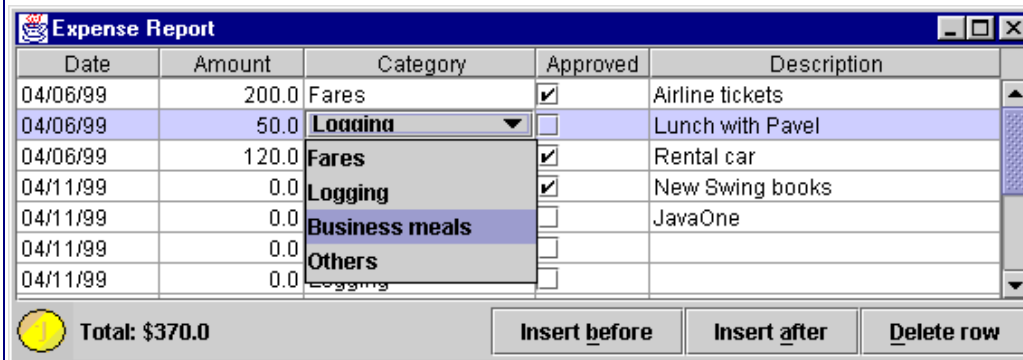 Expense Report
Date Amount Category Approved Description
04/06/99 200.0 Fares Airline tickets
04/06/99 50.0 Logging Lunch with Pavel
04/06/99 120.0 Fares Rental car
04/11/99 0.0 Logging New Swing books
04/11/99 0.0 Business meals JavaOne
04/11/99 0.0 Others
04/11/99 0.0 Logging
Total: $370.0 Insert before Insert after Delete row